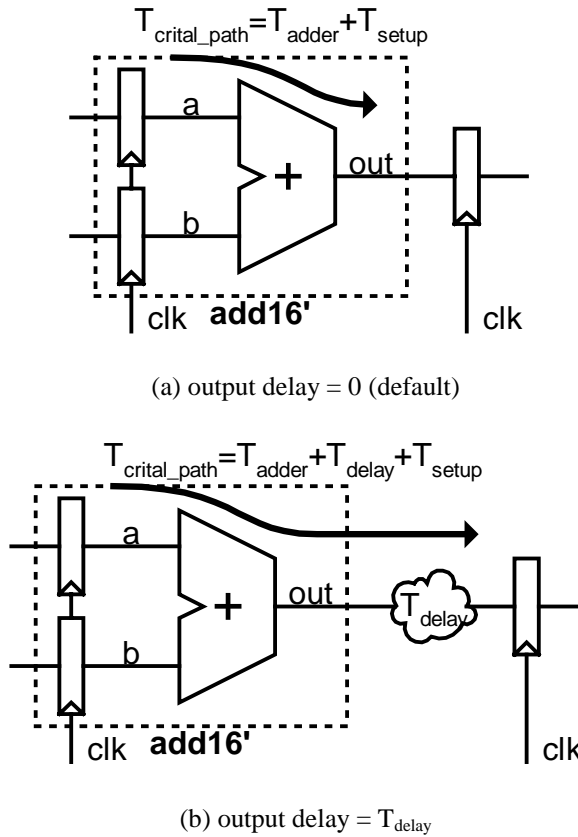 T_crital_path=T_adder+T_setup
a
out
+
b
clk
add16'
clk
(a) output delay = 0 (default)
T_crital_path=T_adder+T_delay+T_setup
a
out
+
T_delay
b
clk
add16'
clk
(b) output delay = T_delay